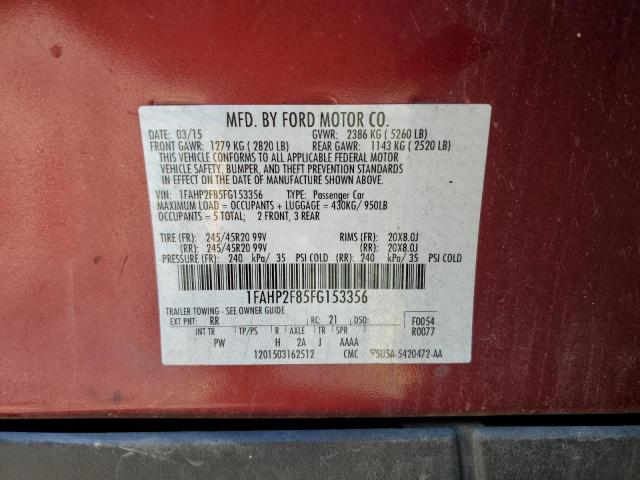 MFD. BY FORD MOTOR CO.
DATE: 03/15 GVWR: 2386 KG ( 5260 LB)
FRONT GAWR: 1279 KG ( 2820 LB) REAR GAWR: 1143 KG ( 2520 LB)
THIS VEHICLE CONFORMS TO ALL APPLICABLE FEDERAL MOTOR
VEHICLE SAFETY, BUMPER, AND THEFT PREVENTION STANDARDS
IN EFFECT ON THE DATE OF MANUFACTURE SHOWN ABOVE.
VIN: 1FAHP2F85FG153356 TYPE: Passenger Car
MAXIMUM LOAD = OCCUPANTS + LUGGAGE = 430KG/ 950LB
OCCUPANTS = 5 TOTAL; 2 FRONT, 3 REAR
TIRE (FR): 245/45R20 99V RIMS (FR): 20X8.0J
(RR): 245/45R20 99V (RR): 20X8.0J
PRESSURE (FR): 240 kPa/ 35 PSI COLD (RR): 240 kPa/ 35 PSI COLD
1FAHP2F85FG153356
TRAILER TOWING - SEE OWNER GUIDE
EXT PNT: RR RC: 21 DSO: F0054
INT TR TP/PS R AXLE TR SPR R0077
PW H 2A J AAAA
1201503162512 CMC 5U5A-5420472-AA